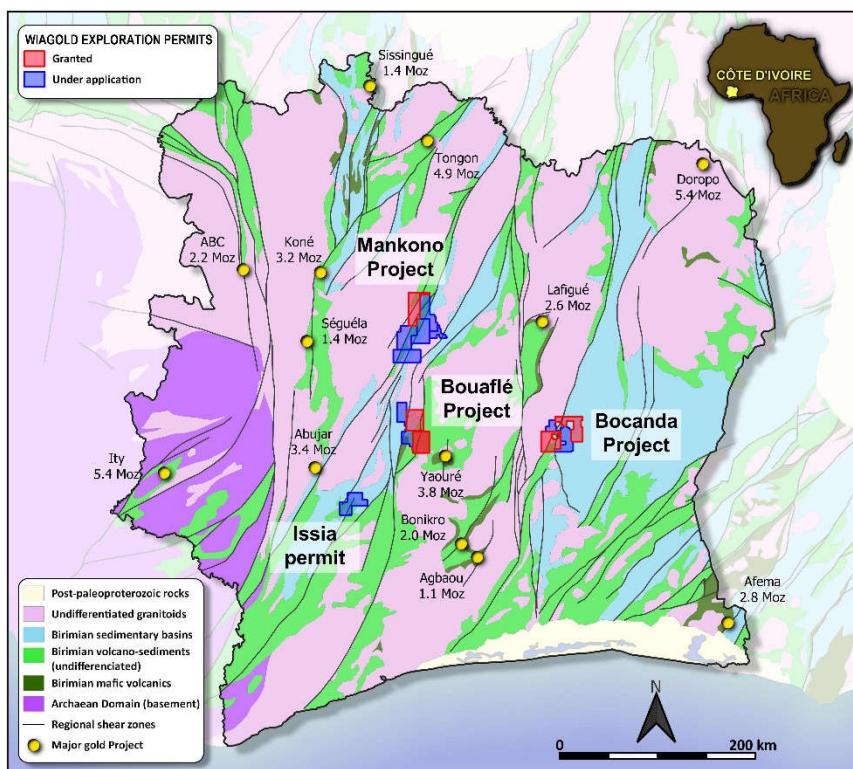 WIAGOLD EXPLORATION PERMITS
Granted
Under application
Sissingué
1.4 Moz
CÔTE D'IVOIRE
AFRICA
Tongon
4.9 Moz
Doropo
5.4 Moz
ABC
2.2 Moz
Koné
3.2 Moz
Mankono
Project
Lafigué
2.6 Moz
Séguéla
1.4 Moz
Bouaflé
Project
Bocanda
Project
Abujar
3.4 Moz
Ity
5.4 Moz
Yaouré
3.8 Moz
Issia
permit
Bonikro
2.0 Moz
Agbaou
1.1 Moz
Afema
2.8 Moz
Post-paleoproterozoic rocks
Undifferentiated granitoids
Birimian sedimentary basins
Birimian volcano-sediments
(undifferenciated)
Birimian mafic volcanics
Archaean Domain (basement)
Regional shear zones
Major gold Project
N
0 200 km